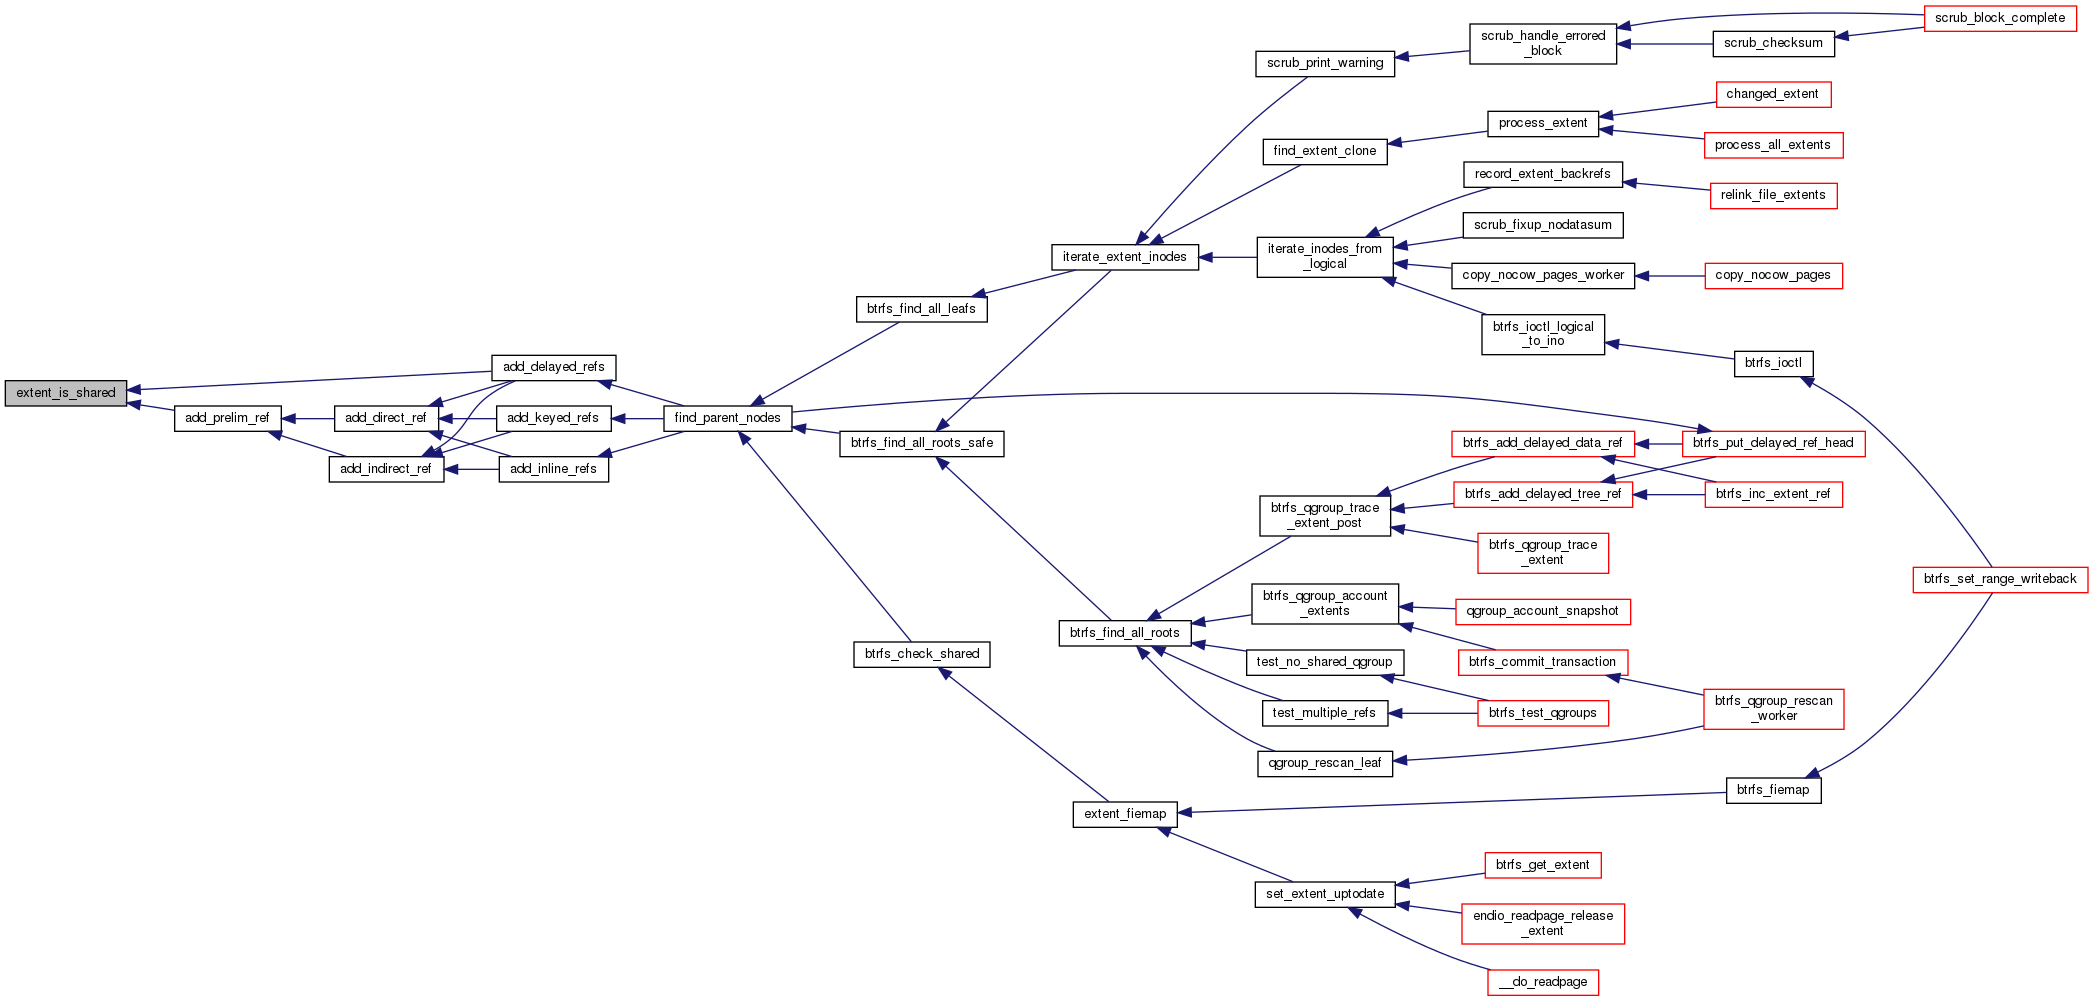 extent_is_shared
add_prelim_ref
add_direct_ref
add_indirect_ref
add_delayed_refs
add_keyed_refs
add_inline_refs
find_parent_nodes
btrfs_find_all_leafs
btrfs_find_all_roots_safe
btrfs_check_shared
iterate_extent_inodes
btrfs_find_all_roots
extent_fiemap
scrub_print_warning
find_extent_clone
iterate_inodes_from
_logical
btrfs_qgroup_trace
_extent_post
btrfs_qgroup_account
_extents
test_no_shared_qgroup
test_multiple_refs
qgroup_rescan_leaf
set_extent_uptodate
scrub_handle_errored
_block
process_extent
record_extent_backrefs
scrub_fixup_nodatasum
copy_nocow_pages_worker
btrfs_ioctl_logical
_to_ino
btrfs_add_delayed_data_ref
btrfs_add_delayed_tree_ref
btrfs_qgroup_trace
_extent
qgroup_account_snapshot
btrfs_commit_transaction
btrfs_test_qgroups
btrfs_get_extent
endio_readpage_release
_extent
__do_readpage
scrub_checksum
changed_extent
process_all_extents
relink_file_extents
copy_nocow_pages
btrfs_ioctl
btrfs_put_delayed_ref_head
btrfs_inc_extent_ref
btrfs_qgroup_rescan
_worker
btrfs_fiemap
scrub_block_complete
btrfs_set_range_writeback